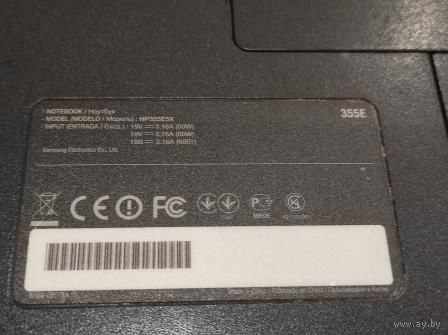 NOTEBOOK / Ноутбук
MODEL (MODELO / Модель) : NP355E5X
355E
INPUT (ENTRADA / Вход) : 19V ⎓ 3.16A (60W)
19V ⎓ 3.16A (60W)
19В ⎓ 3.16A (60Вт)
Samsung Electronics Co., Ltd.
CE FC
ME06
www.ay.by